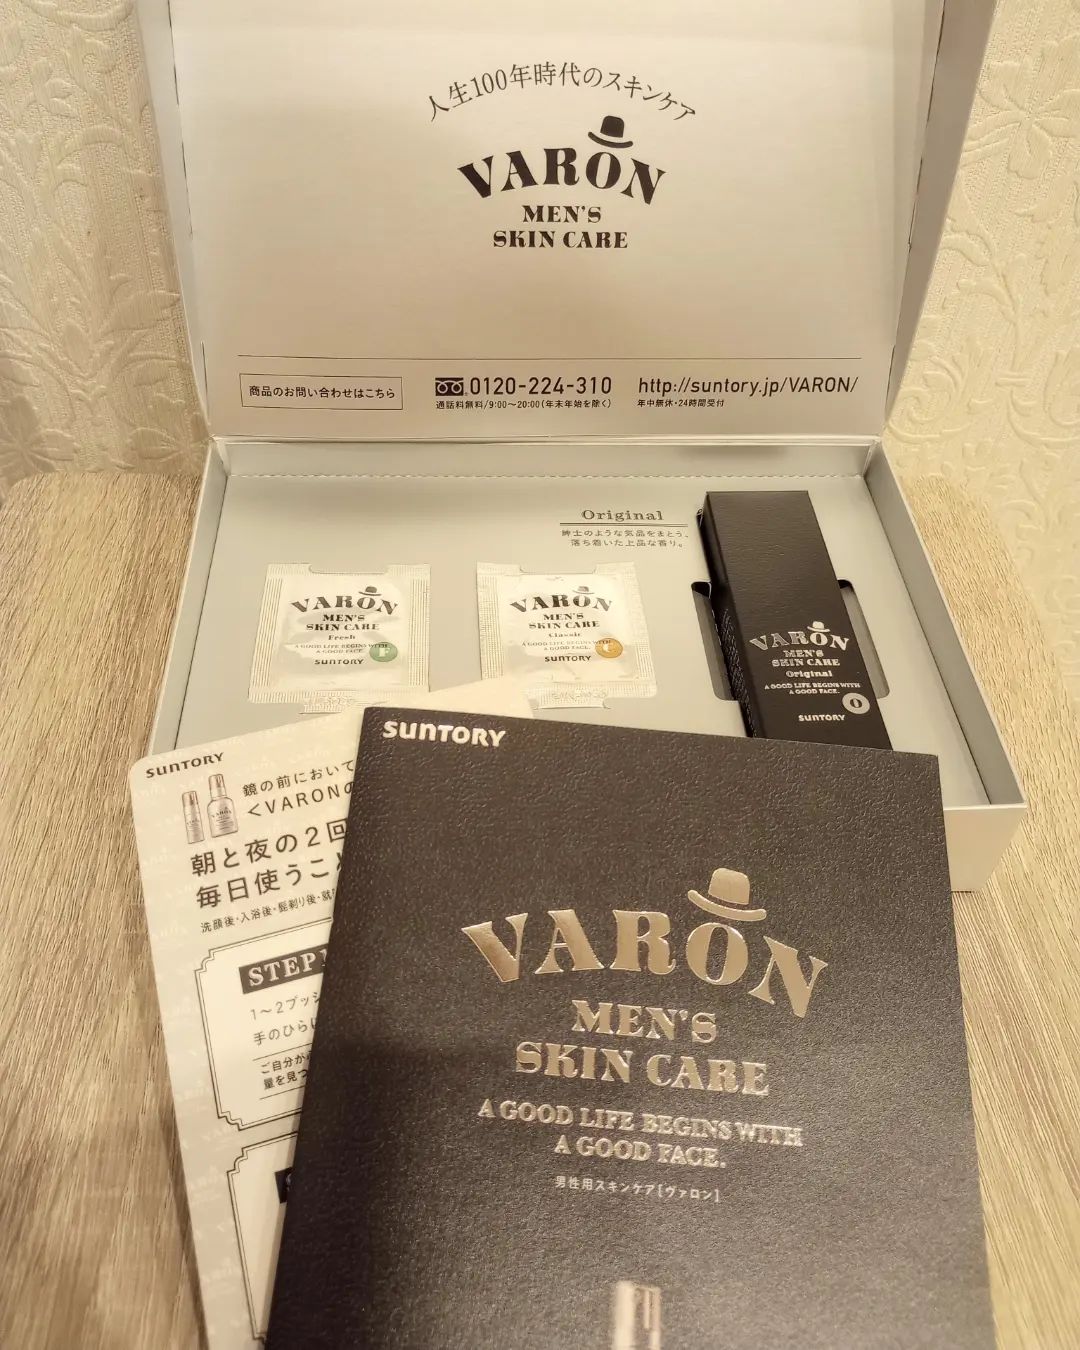 人生100年時代のスキンケア
VARON
MEN'S
SKIN CARE
商品のお問い合わせはこちら
0120-224-310
通話料無料/9:00〜20:00(年末年始を除く)
http://suntory.jp/VARON/
年中無休・24時間受付
Original
紳士のような気品をまとう、
落ち着いた上品な香り。
VARON
MEN'S
SKIN CARE
Fresh
A GOOD LIFE BEGINS WITH
A GOOD FACE.
F
SUNTORY
VARON
MEN'S
SKIN CARE
Classic
A GOOD LIFE BEGINS WITH
A GOOD FACE.
C
SUNTORY
VARON
MEN'S
SKIN CARE
Original
A GOOD LIFE BEGINS WITH
A GOOD FACE.
O
SUNTORY
SUNTORY
鏡の前において
<VARONの
朝と夜の2回
毎日使うこ
洗顔後・入浴後・髭剃り後・就
STEP
1〜2プッシ
手のひらに
ご自分が
量を見つ
SUNTORY
VARON
MEN'S
SKIN CARE
A GOOD LIFE BEGINS WITH
A GOOD FACE.
男性用スキンケア[ヴァロン]